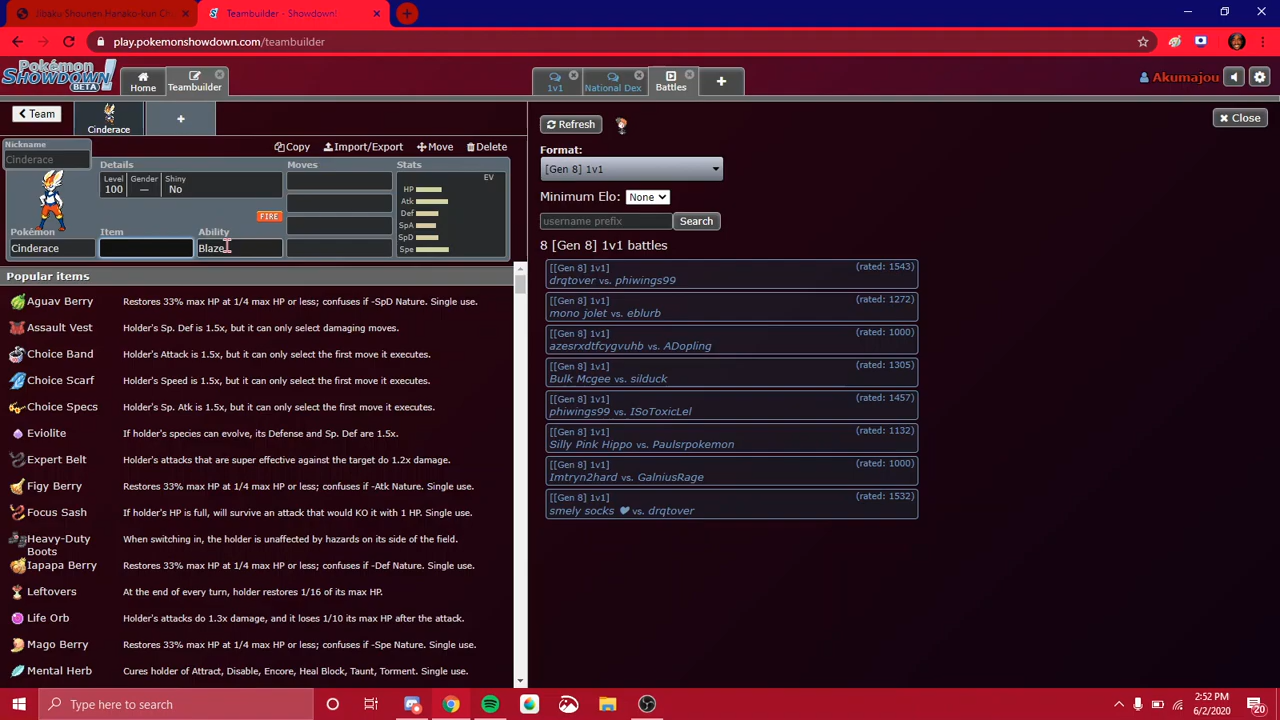 Jibaku Shounen Hanako-kun Ch
Teambuilder - Showdown!
play.pokemonshowdown.com/teambuilder
Pokémon
SHOWDOWN!
BETA
Home
Teambuilder
1v1
National Dex
Battles
Akumajou
Team
Cinderace
Close
Nickname
Cinderace
Copy Import/Export Move Delete
Details
Level Gender Shiny
100 — No
FIRE
Pokémon Item Ability
Cinderace Blaze
Moves
Stats
EV
HP
Atk
Def
SpA
SpD
Spe
Popular items
Aguav Berry Restores 33% max HP at 1/4 max HP or less; confuses if -SpD Nature. Single use.
Assault Vest Holder's Sp. Def is 1.5x, but it can only select damaging moves.
Choice Band Holder's Attack is 1.5x, but it can only select the first move it executes.
Choice Scarf Holder's Speed is 1.5x, but it can only select the first move it executes.
Choice Specs Holder's Sp. Atk is 1.5x, but it can only select the first move it executes.
Eviolite If holder's species can evolve, its Defense and Sp. Def are 1.5x.
Expert Belt Holder's attacks that are super effective against the target do 1.2x damage.
Figy Berry Restores 33% max HP at 1/4 max HP or less; confuses if -Atk Nature. Single use.
Focus Sash If holder's HP is full, will survive an attack that would KO it with 1 HP. Single use.
Heavy-Duty Boots When switching in, the holder is unaffected by hazards on its side of the field.
Iapapa Berry Restores 33% max HP at 1/4 max HP or less; confuses if -Def Nature. Single use.
Leftovers At the end of every turn, holder restores 1/16 of its max HP.
Life Orb Holder's attacks do 1.3x damage, and it loses 1/10 its max HP after the attack.
Mago Berry Restores 33% max HP at 1/4 max HP or less; confuses if -Spe Nature. Single use.
Mental Herb Cures holder of Attract, Disable, Encore, Heal Block, Taunt, Torment. Single use.
Refresh
Format:
[Gen 8] 1v1
Minimum Elo: None
username prefix Search
8 [Gen 8] 1v1 battles
[[Gen 8] 1v1] (rated: 1543)
drqtover vs. phiwings99
[[Gen 8] 1v1] (rated: 1272)
mono jolet vs. eblurb
[[Gen 8] 1v1] (rated: 1000)
azesrxdtfcygvuhb vs. ADopling
[[Gen 8] 1v1] (rated: 1305)
Bulk Mcgee vs. silduck
[[Gen 8] 1v1] (rated: 1457)
phiwings99 vs. ISoToxicLel
[[Gen 8] 1v1] (rated: 1132)
Silly Pink Hippo vs. Paulsrpokemon
[[Gen 8] 1v1] (rated: 1000)
Imtryn2hard vs. GalniusRage
[[Gen 8] 1v1] (rated: 1532)
smely socks ♥ vs. drqtover
Type here to search
2:52 PM
6/2/2020
20